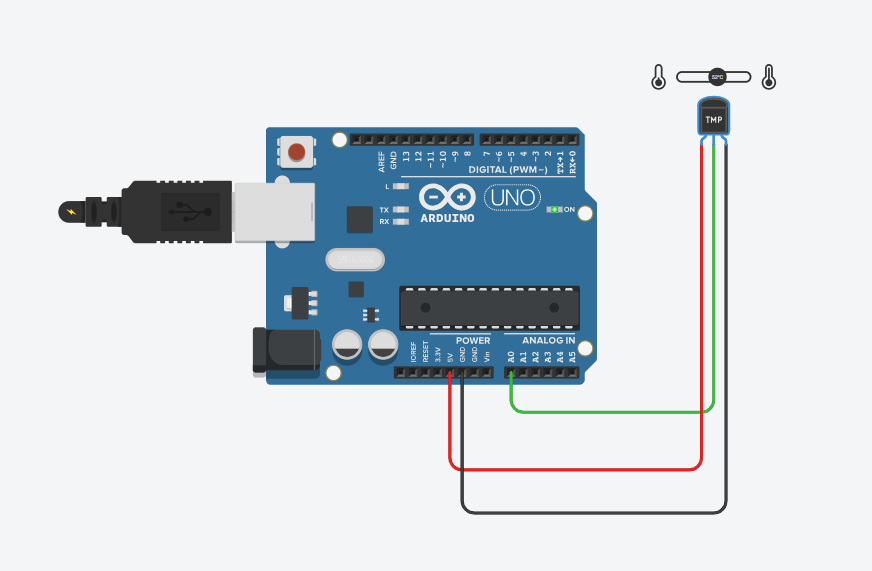 52°C
TMP
AREF
GND
13
12
~11
~10
~9
8
7
~6
~5
4
~3
2
TX→1
RX←0
DIGITAL (PWM~)
L
TX
RX
ARDUINO
UNO
ON
POWER
ANALOG IN
IOREF
RESET
3.3V
5V
GND
GND
Vin
A0
A1
A2
A3
A4
A5